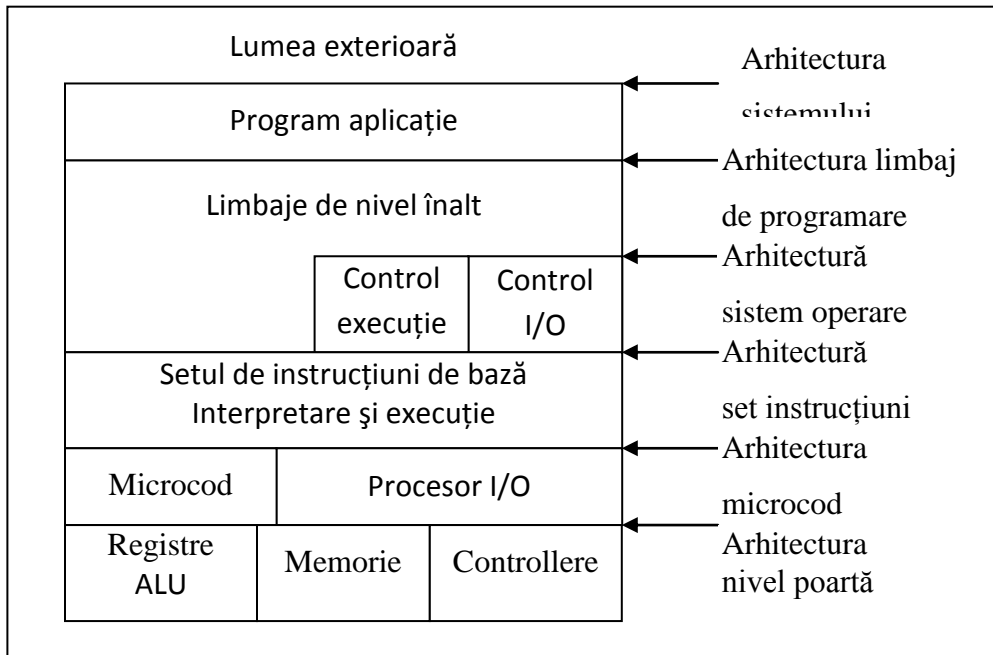 Lumea exterioară
Arhitectura
sistemului
Program aplicație
Arhitectura limbaj
de programare
Limbaje de nivel înalt
Arhitectură
sistem operare
Control
execuție
Control
I/O
Arhitectură
set instrucțiuni
Setul de instrucțiuni de bază
Interpretare şi execuție
Arhitectura
microcod
Microcod
Procesor I/O
Arhitectura
nivel poartă
Registre
ALU
Memorie
Controllere